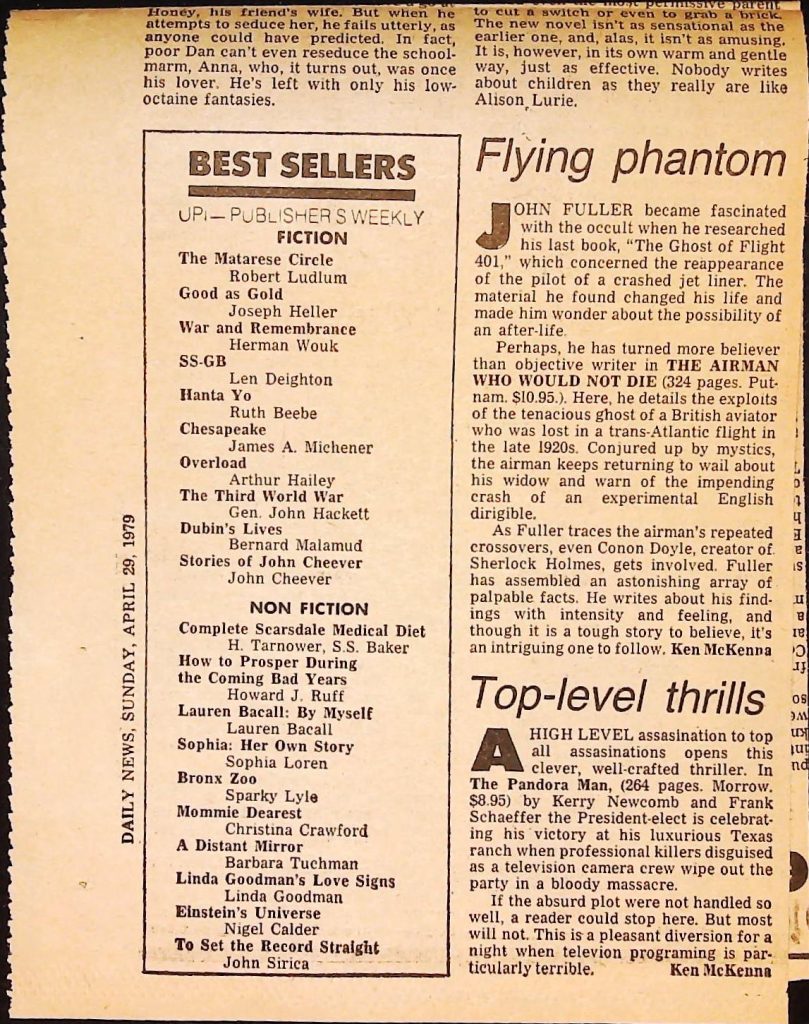 Honey, his friend's wife. But when he
attempts to seduce her, he fails utterly, as
anyone could have predicted. In fact,
poor Dan can't even reseduce the school-
marm, Anna, who, it turns out, was once
his lover. He's left with only his low-
octaine fantasies.
most permissive parent
to cut a switch or even to grab a brick.
The new novel isn't as sensational as the
earlier one, and, alas, it isn't as amusing.
It is, however, in its own warm and gentle
way, just as effective. Nobody writes
about children as they really are like
Alison Lurie.
DAILY NEWS, SUNDAY, APRIL 29, 1979
BEST SELLERS
UPI — PUBLISHER'S WEEKLY
FICTION
The Matarese Circle
Robert Ludlum
Good as Gold
Joseph Heller
War and Remembrance
Herman Wouk
SS-GB
Len Deighton
Hanta Yo
Ruth Beebe
Chesapeake
James A. Michener
Overload
Arthur Hailey
The Third World War
Gen. John Hackett
Dubin's Lives
Bernard Malamud
Stories of John Cheever
John Cheever
NON FICTION
Complete Scarsdale Medical Diet
H. Tarnower, S.S. Baker
How to Prosper During
the Coming Bad Years
Howard J. Ruff
Lauren Bacall: By Myself
Lauren Bacall
Sophia: Her Own Story
Sophia Loren
Bronx Zoo
Sparky Lyle
Mommie Dearest
Christina Crawford
A Distant Mirror
Barbara Tuchman
Linda Goodman's Love Signs
Linda Goodman
Einstein's Universe
Nigel Calder
To Set the Record Straight
John Sirica
Flying phantom
JOHN FULLER became fascinated
with the occult when he researched
his last book, "The Ghost of Flight
401," which concerned the reappearance
of the pilot of a crashed jet liner. The
material he found changed his life and
made him wonder about the possibility of
an after-life.
Perhaps, he has turned more believer
than objective writer in THE AIRMAN
WHO WOULD NOT DIE (324 pages. Put-
nam. $10.95.). Here, he details the exploits
of the tenacious ghost of a British aviator
who was lost in a trans-Atlantic flight in
the late 1920s. Conjured up by mystics,
the airman keeps returning to wail about
his widow and warn of the impending
crash of an experimental English
dirigible.
As Fuller traces the airman's repeated
crossovers, even Conon Doyle, creator of
Sherlock Holmes, gets involved. Fuller
has assembled an astonishing array of
palpable facts. He writes about his find-
ings with intensity and feeling, and
though it is a tough story to believe, it's
an intriguing one to follow. Ken McKenna
Top-level thrills
A HIGH LEVEL assasination to top
all assasinations opens this
clever, well-crafted thriller. In
The Pandora Man, (264 pages. Morrow.
$8.95) by Kerry Newcomb and Frank
Schaeffer the President-elect is celebrat-
ing his victory at his luxurious Texas
ranch when professional killers disguised
as a television camera crew wipe out the
party in a bloody massacre.
If the absurd plot were not handled so
well, a reader could stop here. But most
will not. This is a pleasant diversion for a
night when televion programing is par-
ticularly terrible. Ken McKenna